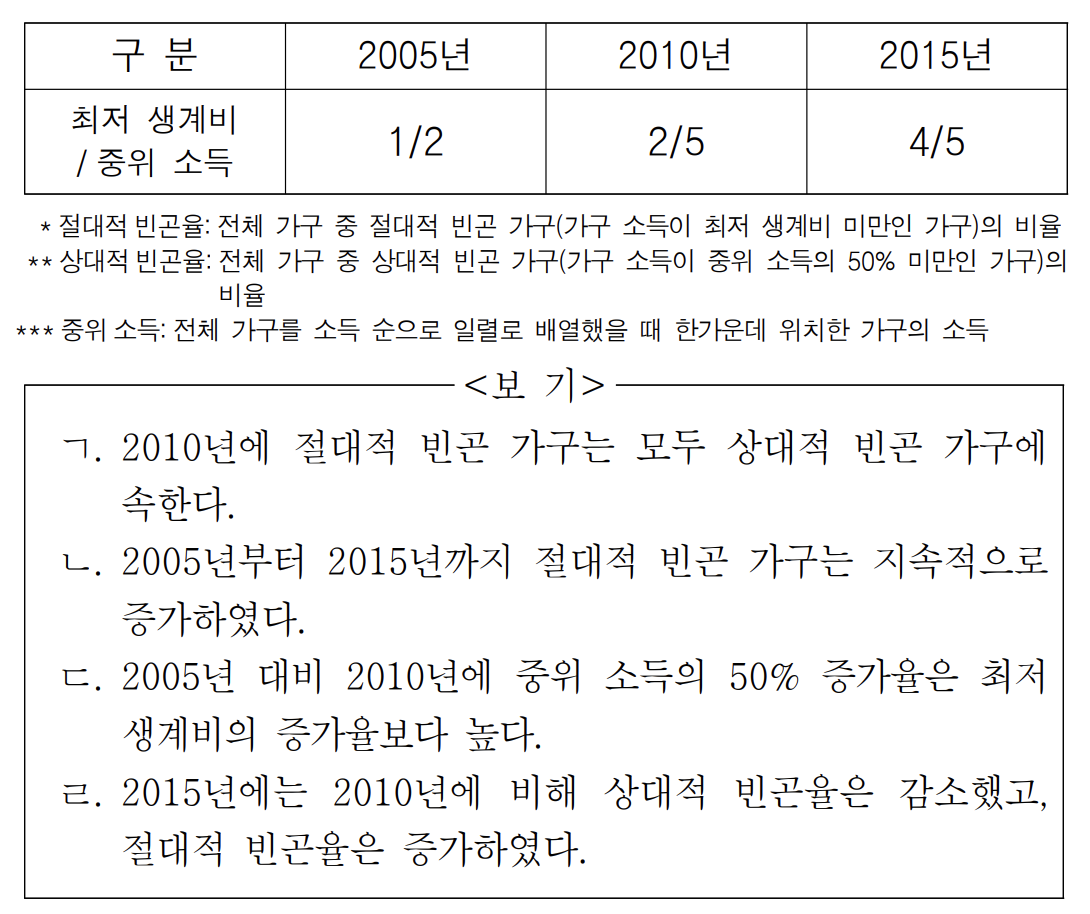 구 분 2005년 2010년 2015년
최저 생계비
/ 중위 소득 1/2 2/5 4/5
* 절대적 빈곤율: 전체 가구 중 절대적 빈곤 가구(가구 소득이 최저 생계비 미만인 가구)의 비율
** 상대적 빈곤율: 전체 가구 중 상대적 빈곤 가구(가구 소득이 중위 소득의 50% 미만인 가구)의
비율
*** 중위 소득: 전체 가구를 소득 순으로 일렬로 배열했을 때 한가운데 위치한 가구의 소득
<보 기>
ㄱ. 2010년에 절대적 빈곤 가구는 모두 상대적 빈곤 가구에
속한다.
ㄴ. 2005년부터 2015년까지 절대적 빈곤 가구는 지속적으로
증가하였다.
ㄷ. 2005년 대비 2010년에 중위 소득의 50% 증가율은 최저
생계비의 증가율보다 높다.
ㄹ. 2015년에는 2010년에 비해 상대적 빈곤율은 감소했고,
절대적 빈곤율은 증가하였다.